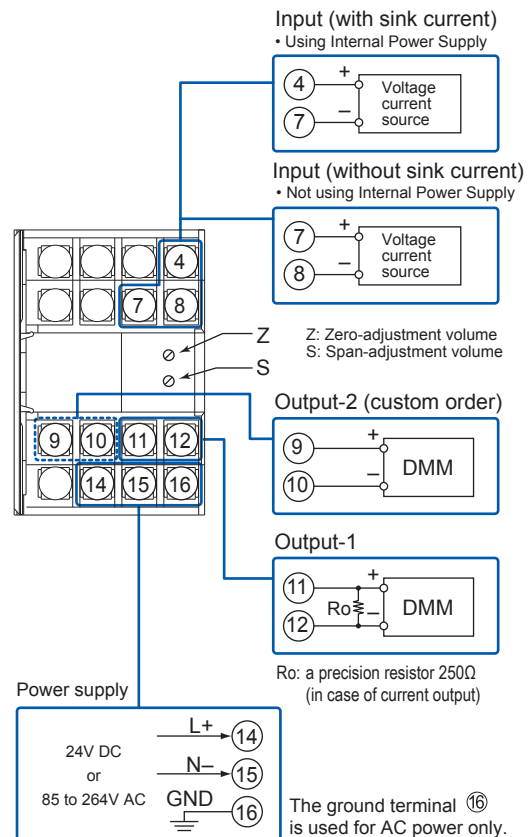 Input (with sink current)
• Using Internal Power Supply
4
+
7
–
Voltage
current
source
Input (without sink current)
• Not using Internal Power Supply
7
+
8
–
Voltage
current
source
4
7
8
Z
S
Z: Zero-adjustment volume
S: Span-adjustment volume
9
10
11
12
14
15
16
Output-2 (custom order)
9
+
10
–
DMM
Output-1
11
+
Ro
12
–
DMM
Ro: a precision resistor 250Ω
(in case of current output)
Power supply
24V DC
or
85 to 264V AC
L+
14
N–
15
GND
16
The ground terminal ⑯
is used for AC power only.